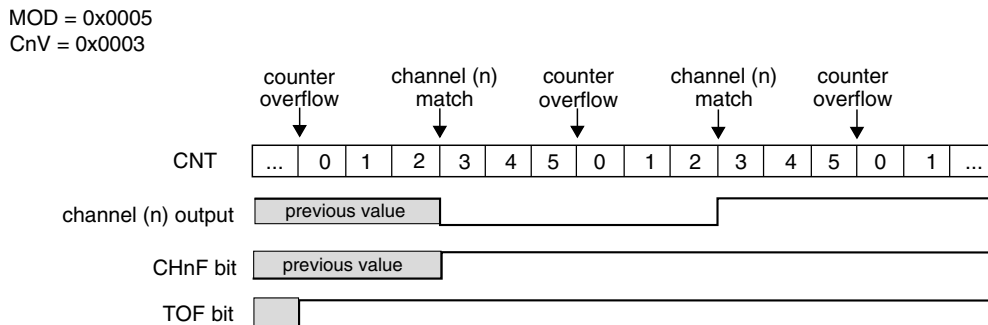 MOD = 0x0005
CnV = 0x0003
counter overflow
channel (n) match
counter overflow
channel (n) match
counter overflow
CNT ... 0 1 2 3 4 5 0 1 2 3 4 5 0 1 ...
channel (n) output previous value
CHnF bit previous value
TOF bit